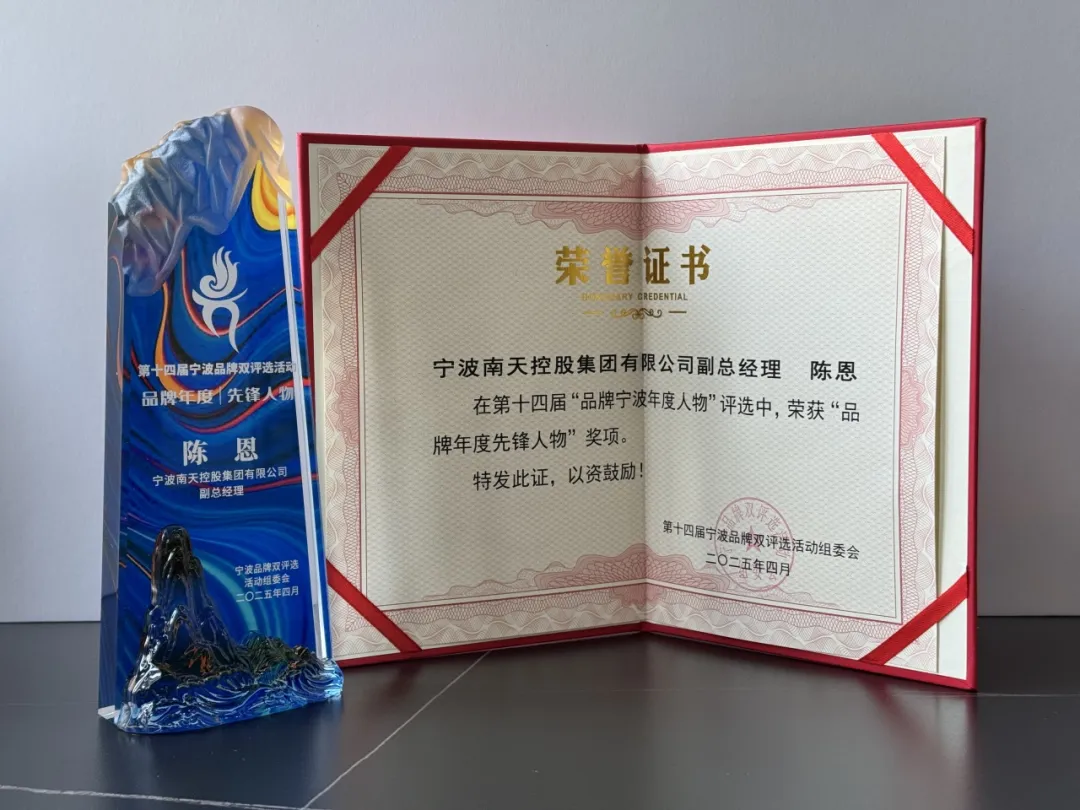 第十四届宁波品牌双评选活动
品牌年度|先锋人物
陈恩
宁波南天控股集团有限公司
副总经理
宁波品牌双评选
活动组委会
二〇二五年四月
荣誉证书
HONORARY CREDENTIAL
宁波南天控股集团有限公司副总经理 陈恩
在第十四届“品牌宁波年度人物”评选中,荣获“品
牌年度先锋人物”奖项。
特发此证,以资鼓励!
第十四届宁波品牌双评选活动组委会
二〇二五年四月